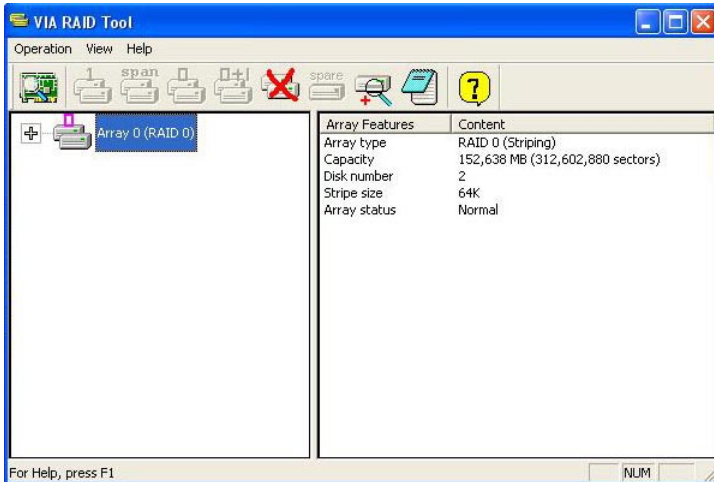 VIA RAID Tool
Operation View Help
1 span 0 0+1 spare ?
Array 0 (RAID 0)
Array Features Content
Array type RAID 0 (Striping)
Capacity 152,638 MB (312,602,880 sectors)
Disk number 2
Stripe size 64K
Array status Normal
For Help, press F1 NUM